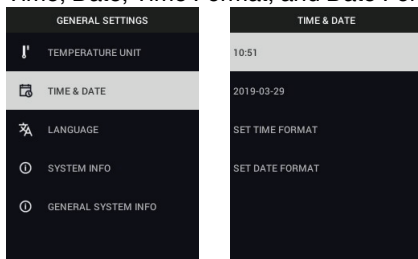 Time, Date, Time Format, and Date For
GENERAL SETTINGS
TEMPERATURE UNIT
TIME & DATE
LANGUAGE
SYSTEM INFO
GENERAL SYSTEM INFO
TIME & DATE
10:51
2019-03-29
SET TIME FORMAT
SET DATE FORMAT